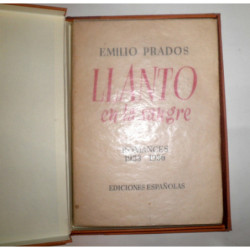 EMILIO PRADOS
LLANTO
en la sangre
ROMANCES
1933-1936
EDICIONES ESPAÑOLAS